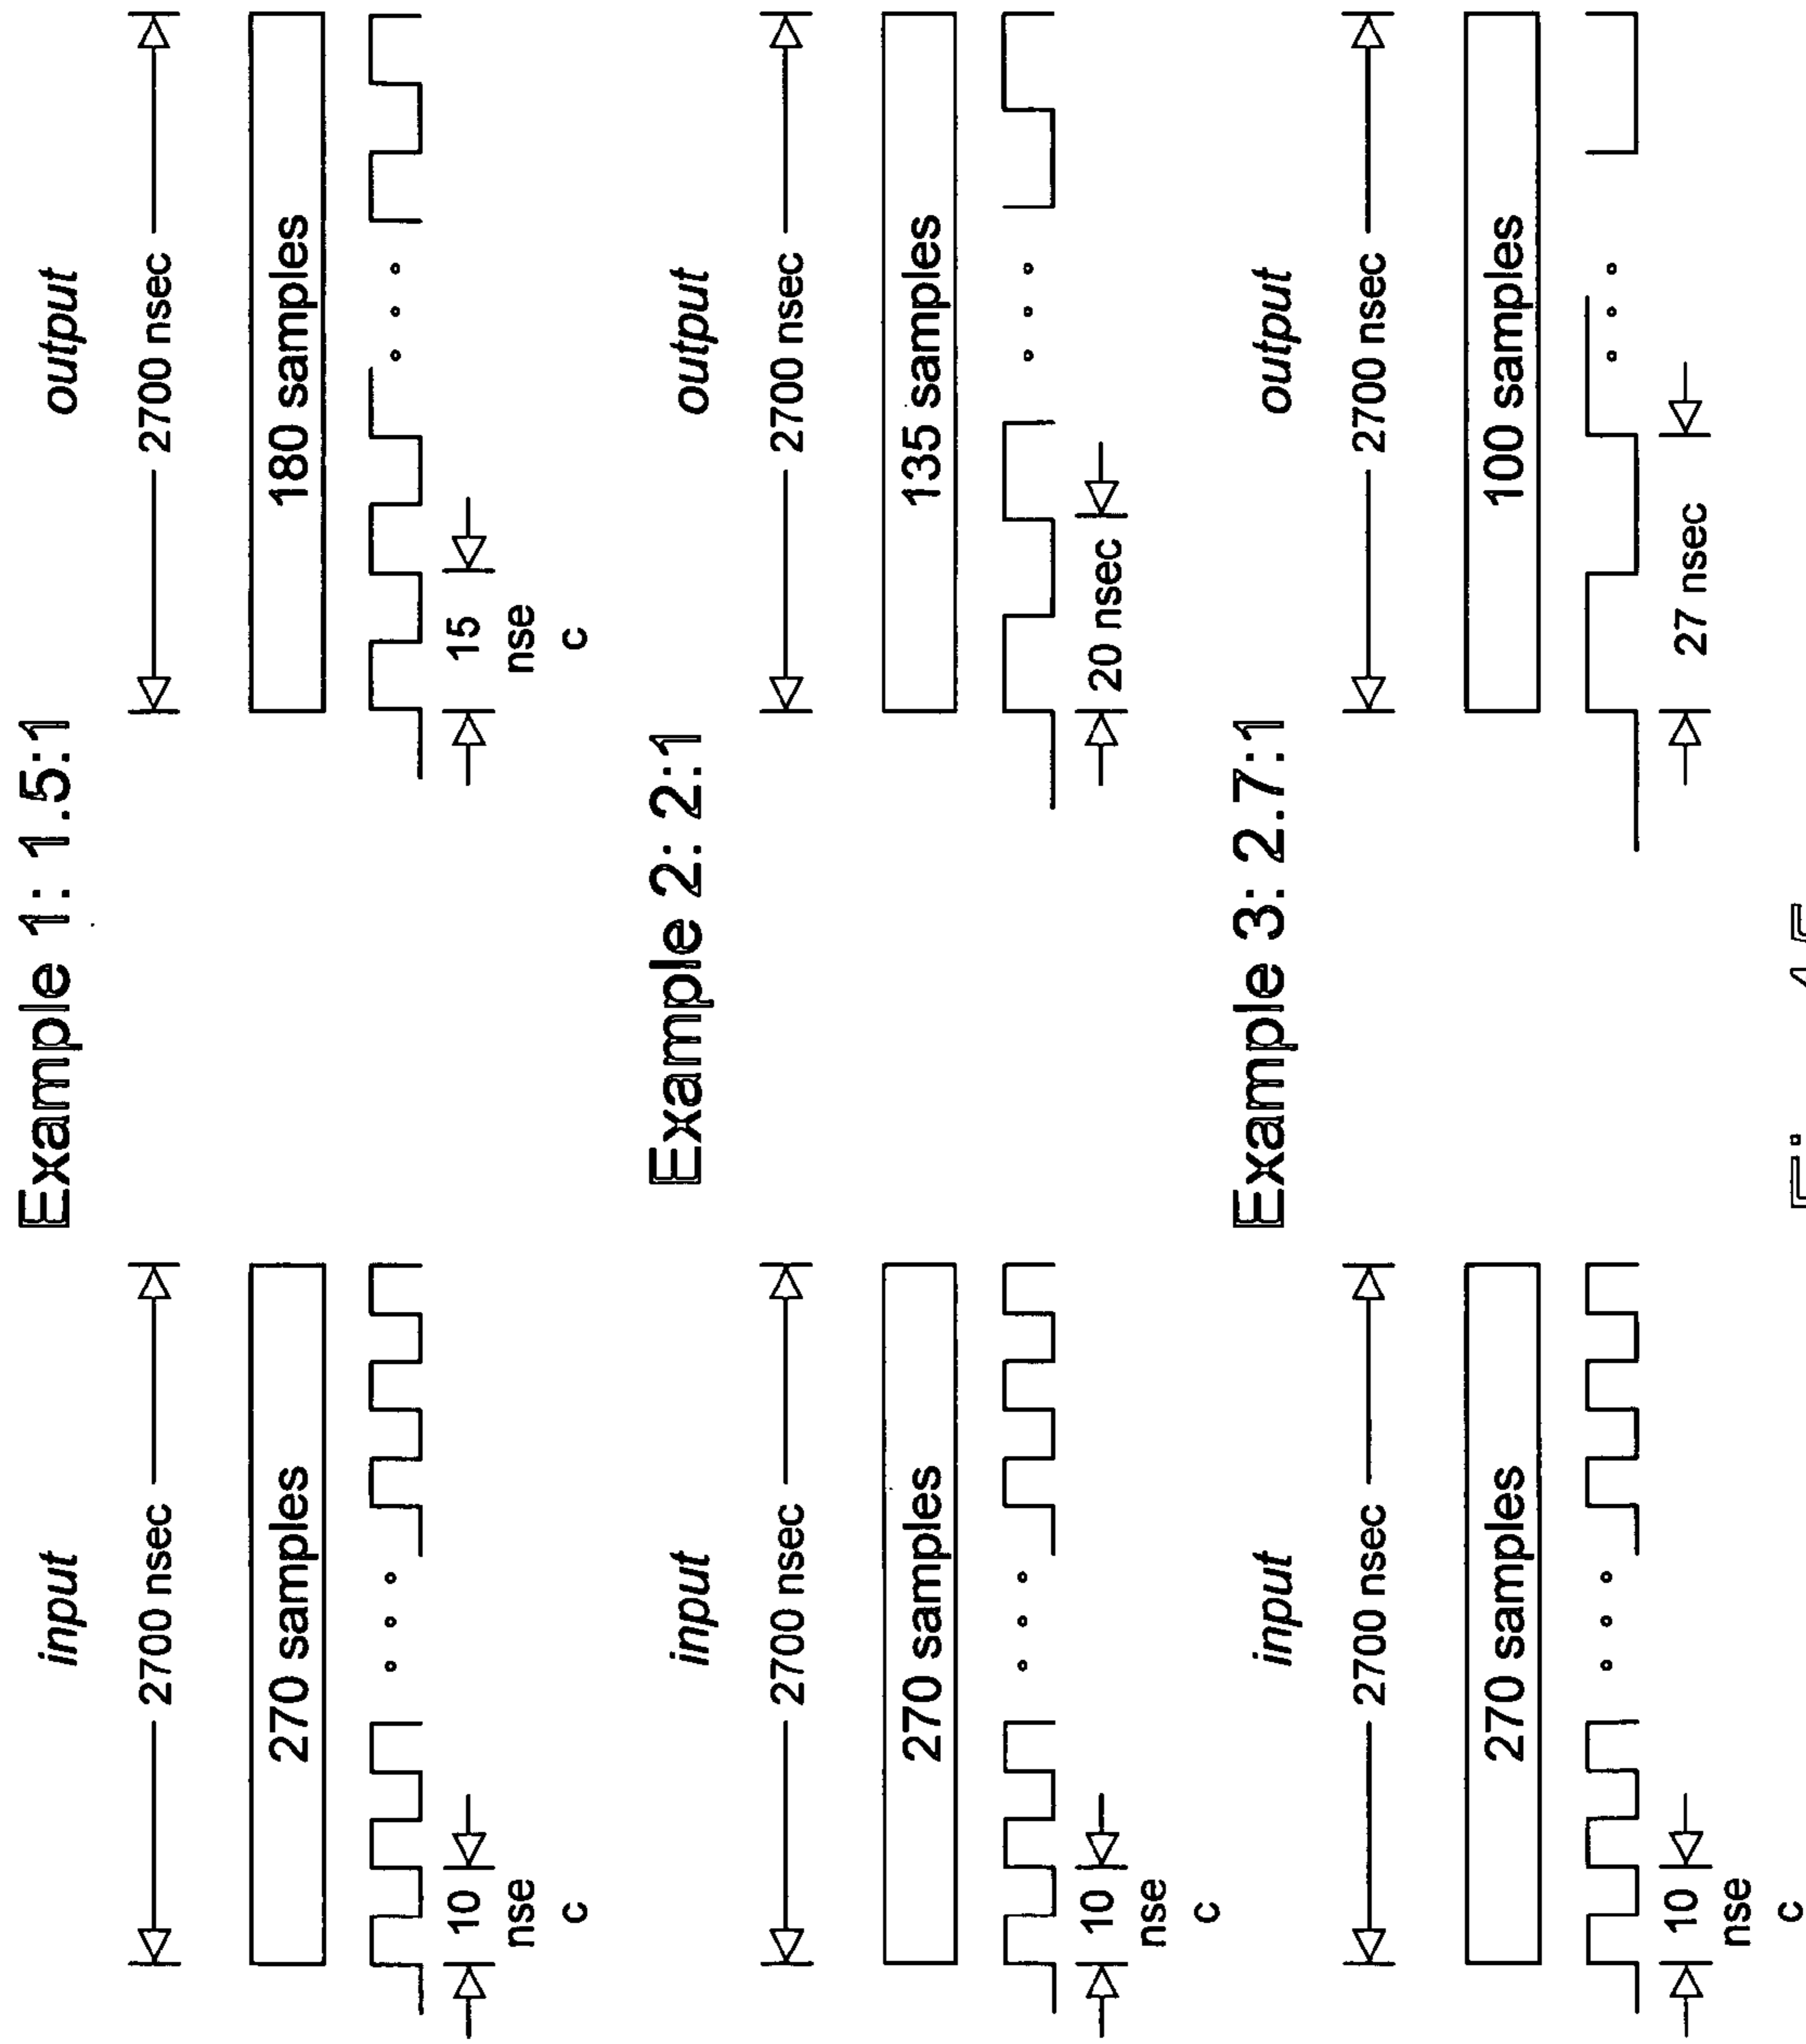 Example 1: 1.5:1
input
output
2700 nsec
2700 nsec
270 samples
180 samples
10
nse
c
15
nse
c
Example 2: 2:1
input
output
2700 nsec
2700 nsec
270 samples
135 samples
10
nse
c
20 nsec
Example 3: 2.7:1
input
output
2700 nsec
2700 nsec
270 samples
100 samples
10
nse
c
27 nsec